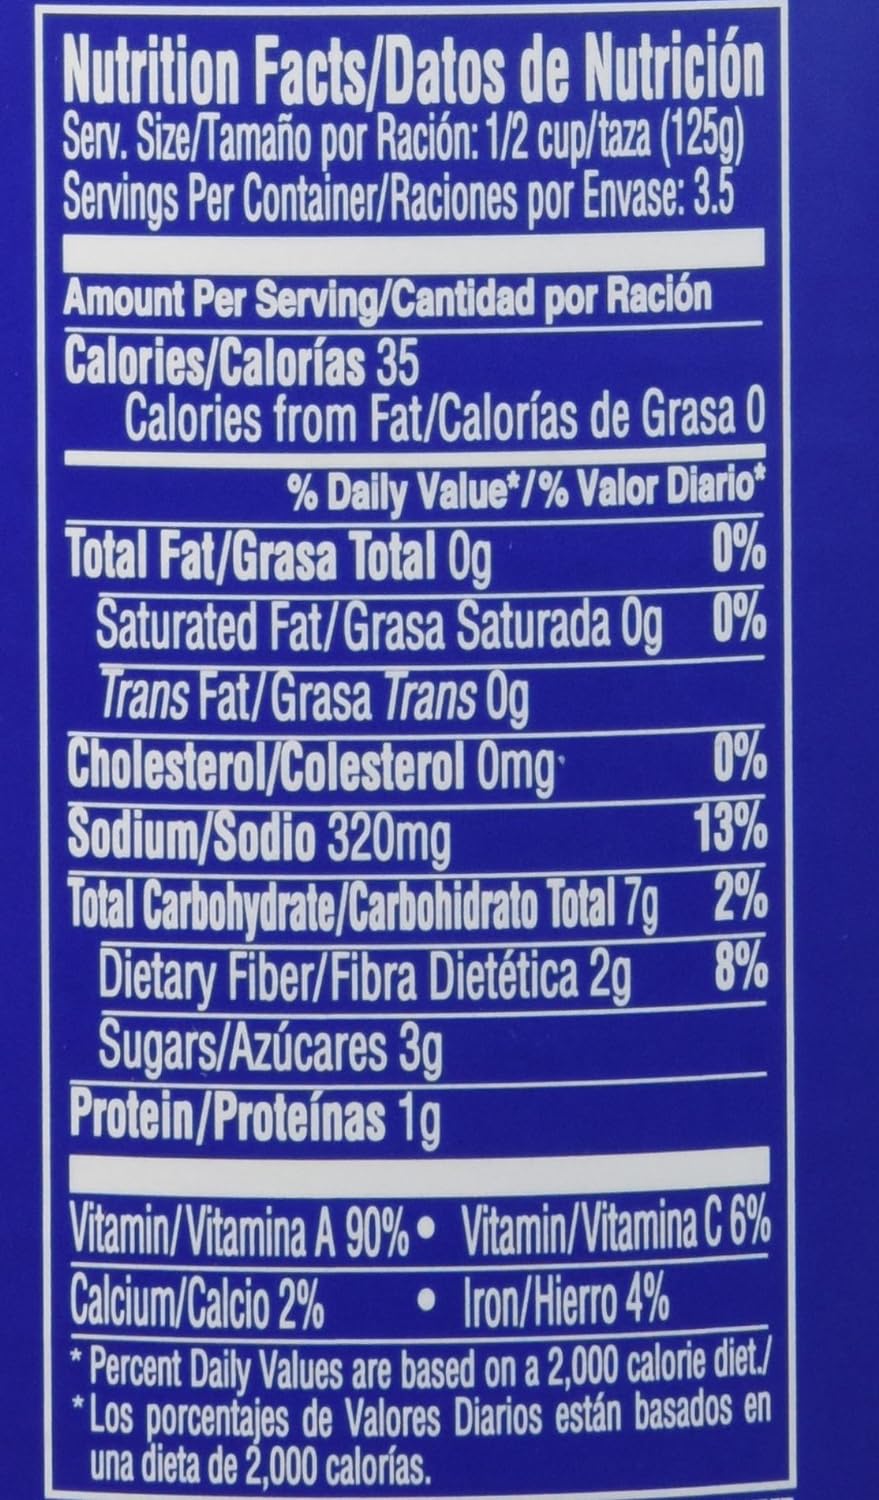 Nutrition Facts/Datos de Nutrición
Serv. Size/Tamaño por Ración: 1/2 cup/taza (125g)
Servings Per Container/Raciones por Envase: 3.5
Amount Per Serving/Cantidad por Ración
Calories/Calorías 35
Calories from Fat/Calorías de Grasa 0
% Daily Value*/% Valor Diario*
Total Fat/Grasa Total 0g 0%
Saturated Fat/Grasa Saturada 0g 0%
Trans Fat/Grasa Trans 0g
Cholesterol/Colesterol 0mg 0%
Sodium/Sodio 320mg 13%
Total Carbohydrate/Carbohidrato Total 7g 2%
Dietary Fiber/Fibra Dietética 2g 8%
Sugars/Azúcares 3g
Protein/Proteínas 1g
Vitamin/Vitamina A 90% • Vitamin/Vitamina C 6%
Calcium/Calcio 2% • Iron/Hierro 4%
* Percent Daily Values are based on a 2,000 calorie diet./
* Los porcentajes de Valores Diarios están basados en
una dieta de 2,000 calorías.